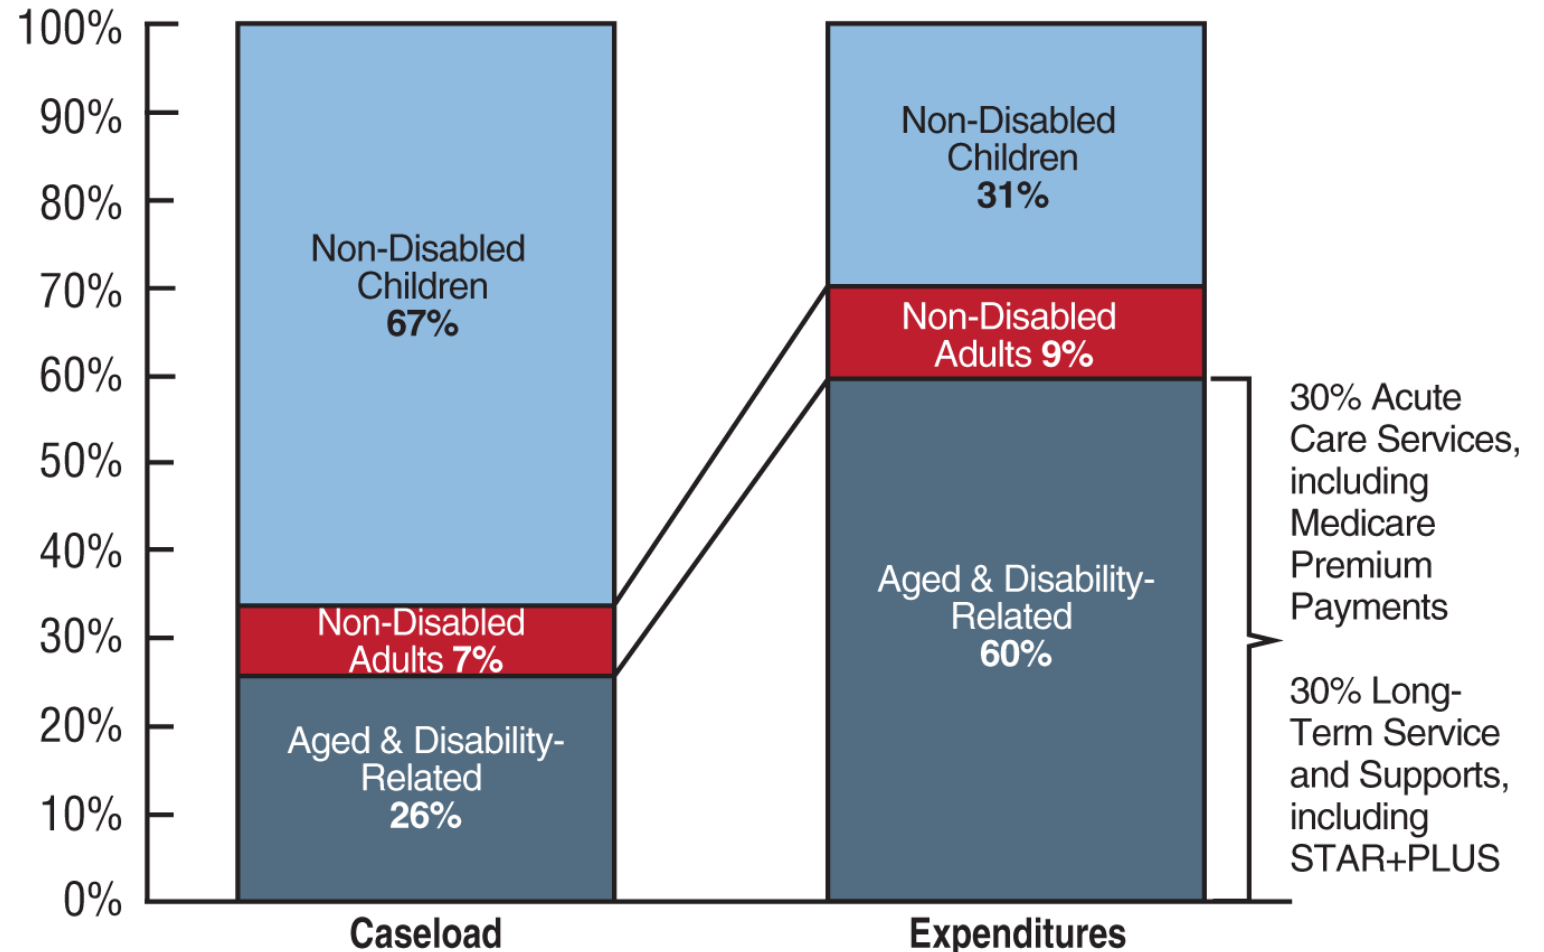 100%
90%
80%
70%
60%
50%
40%
30%
20%
10%
0%
Non-Disabled
Children
67%
Non-Disabled
Adults 7%
Aged & Disability-
Related
26%
Caseload
Non-Disabled
Children
31%
Non-Disabled
Adults 9%
Aged & Disability-
Related
60%
Expenditures
30% Acute
Care Services,
including
Medicare
Premium
Payments
30% Long-
Term Service
and Supports,
including
STAR+PLUS